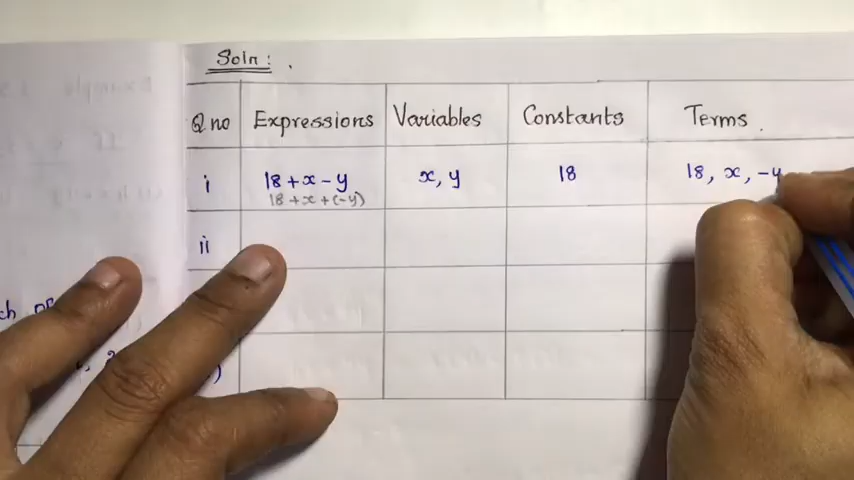 Soln :
Q.no Expressions Variables Constants Terms.
i 18 + x - y x, y 18 18, x, -y
18 + x + (-y)
ii